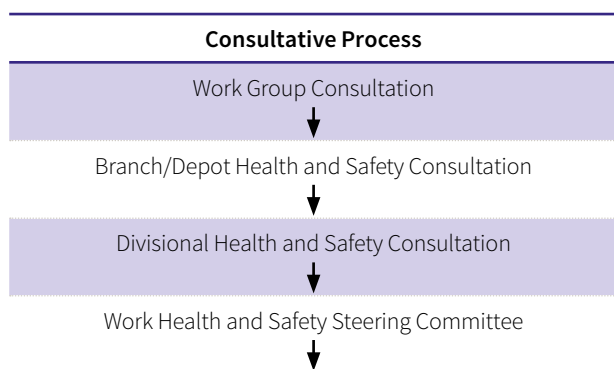 Consultative Process
Work Group Consultation
Branch/Depot Health and Safety Consultation
Divisional Health and Safety Consultation
Work Health and Safety Steering Committee